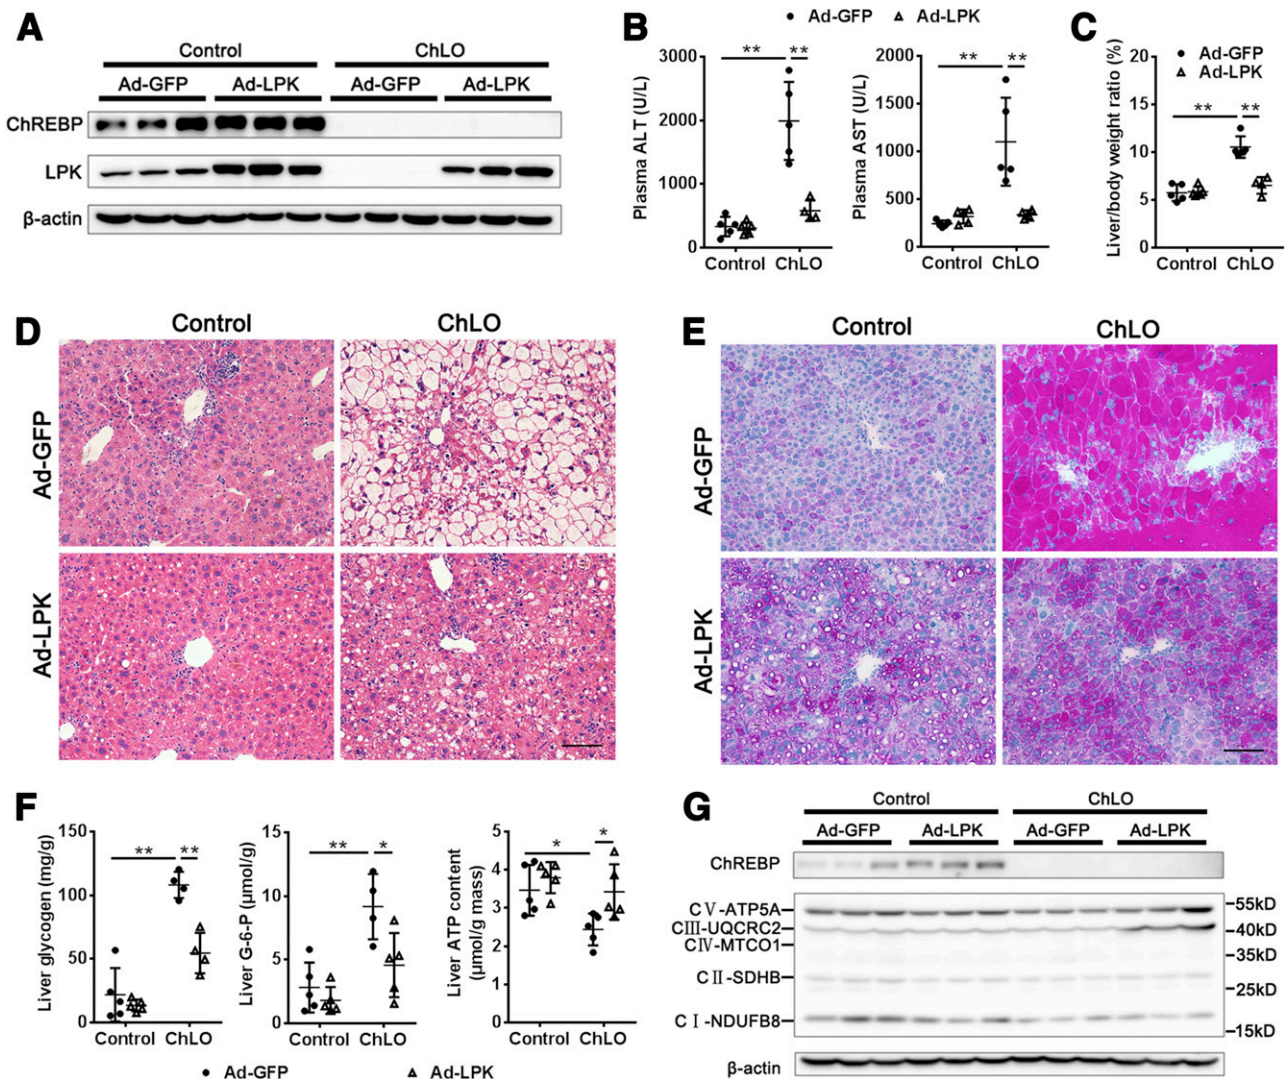 A
Control
ChLO
Ad-GFP
Ad-LPK
Ad-GFP
Ad-LPK
ChREBP
LPK
β-actin
B
Ad-GFP
Ad-LPK
Plasma ALT (U/L)
3000
2000
1000
0
**
**
Control
ChLO
Plasma AST (U/L)
2000
1500
1000
500
0
**
**
Control
ChLO
C
Ad-GFP
Ad-LPK
Liver/body weight ratio (%)
20
15
10
5
0
**
**
Control
ChLO
D
Control
ChLO
Ad-GFP
Ad-LPK
E
Control
ChLO
Ad-GFP
Ad-LPK
F
Liver glycogen (mg/g)
150
100
50
0
**
**
Control
ChLO
Liver G-6-P (μmol/g)
15
10
5
0
**
*
Control
ChLO
Liver ATP content
(μmol/g mass)
5
4
3
2
1
0
*
*
Control
ChLO
Ad-GFP
Ad-LPK
G
Control
ChLO
Ad-GFP
Ad-LPK
Ad-GFP
Ad-LPK
ChREBP
CⅤ-ATP5A
CⅢ-UQCRC2
CⅣ-MTCO1
CⅡ-SDHB
CⅠ-NDUFB8
55kD
40kD
35kD
25kD
15kD
β-actin